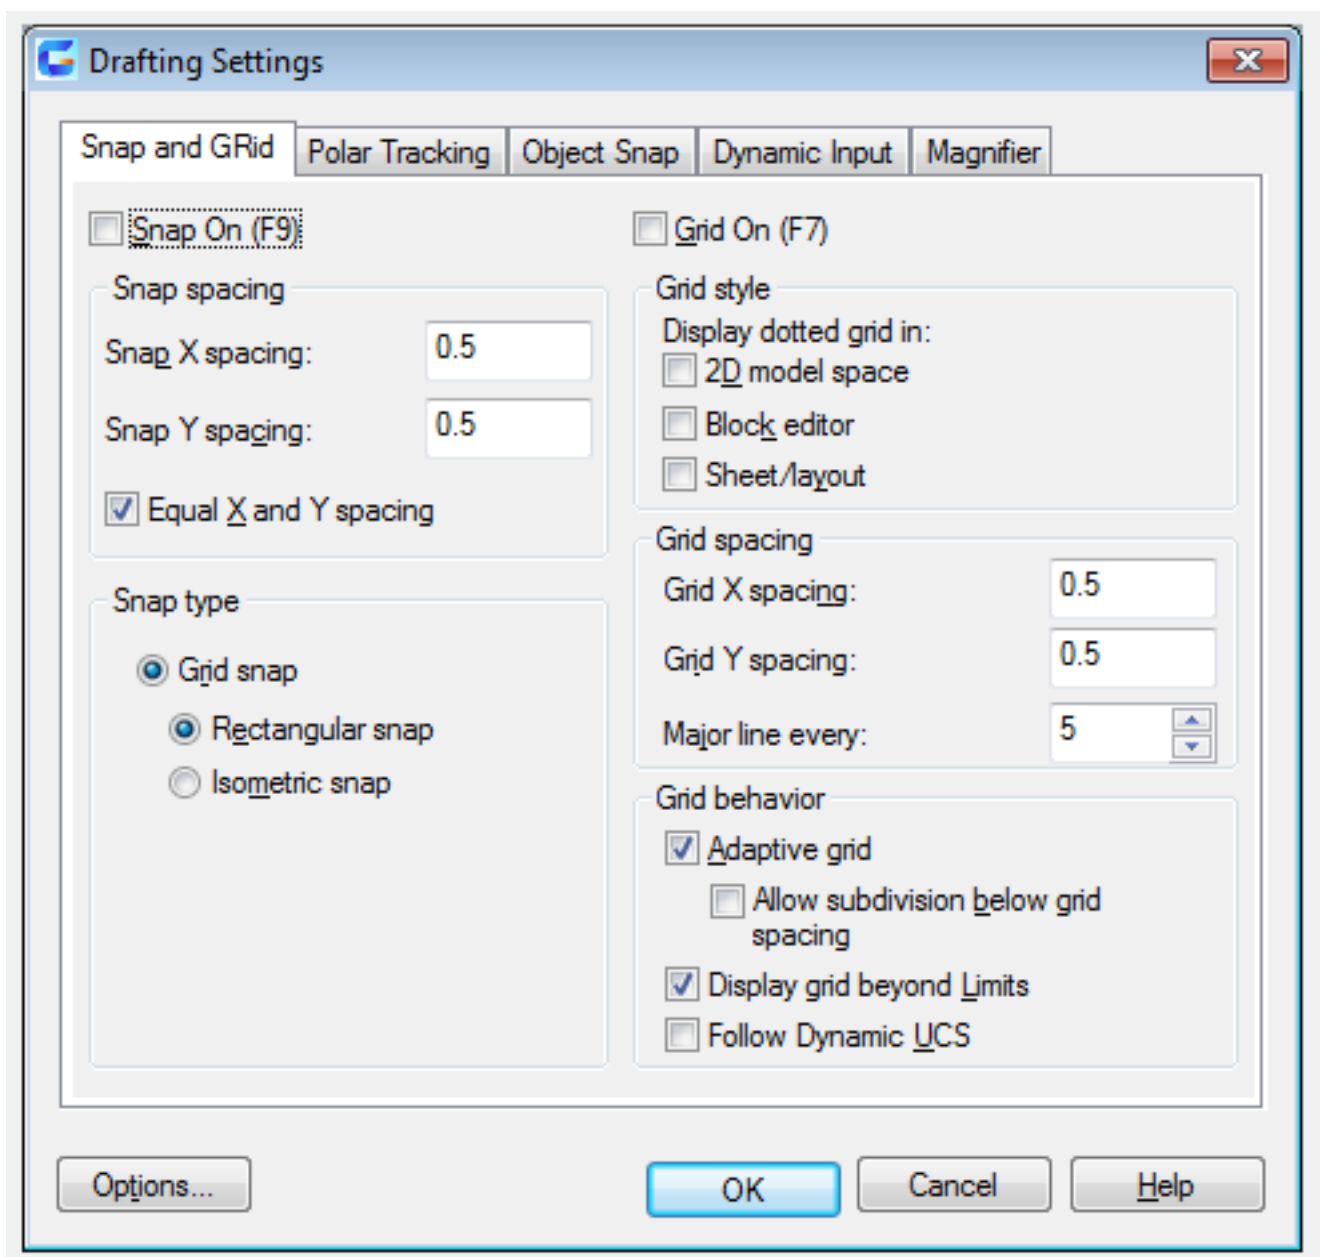 Drafting Settings
Snap and GRid
Polar Tracking
Object Snap
Dynamic Input
Magnifier
Snap On (F9)
Snap spacing
Snap X spacing: 0.5
Snap Y spacing: 0.5
Equal X and Y spacing
Snap type
Grid snap
Rectangular snap
Isometric snap
Grid On (F7)
Grid style
Display dotted grid in:
2D model space
Block editor
Sheet/layout
Grid spacing
Grid X spacing: 0.5
Grid Y spacing: 0.5
Major line every: 5
Grid behavior
Adaptive grid
Allow subdivision below grid
spacing
Display grid beyond Limits
Follow Dynamic UCS
Options...
OK
Cancel
Help